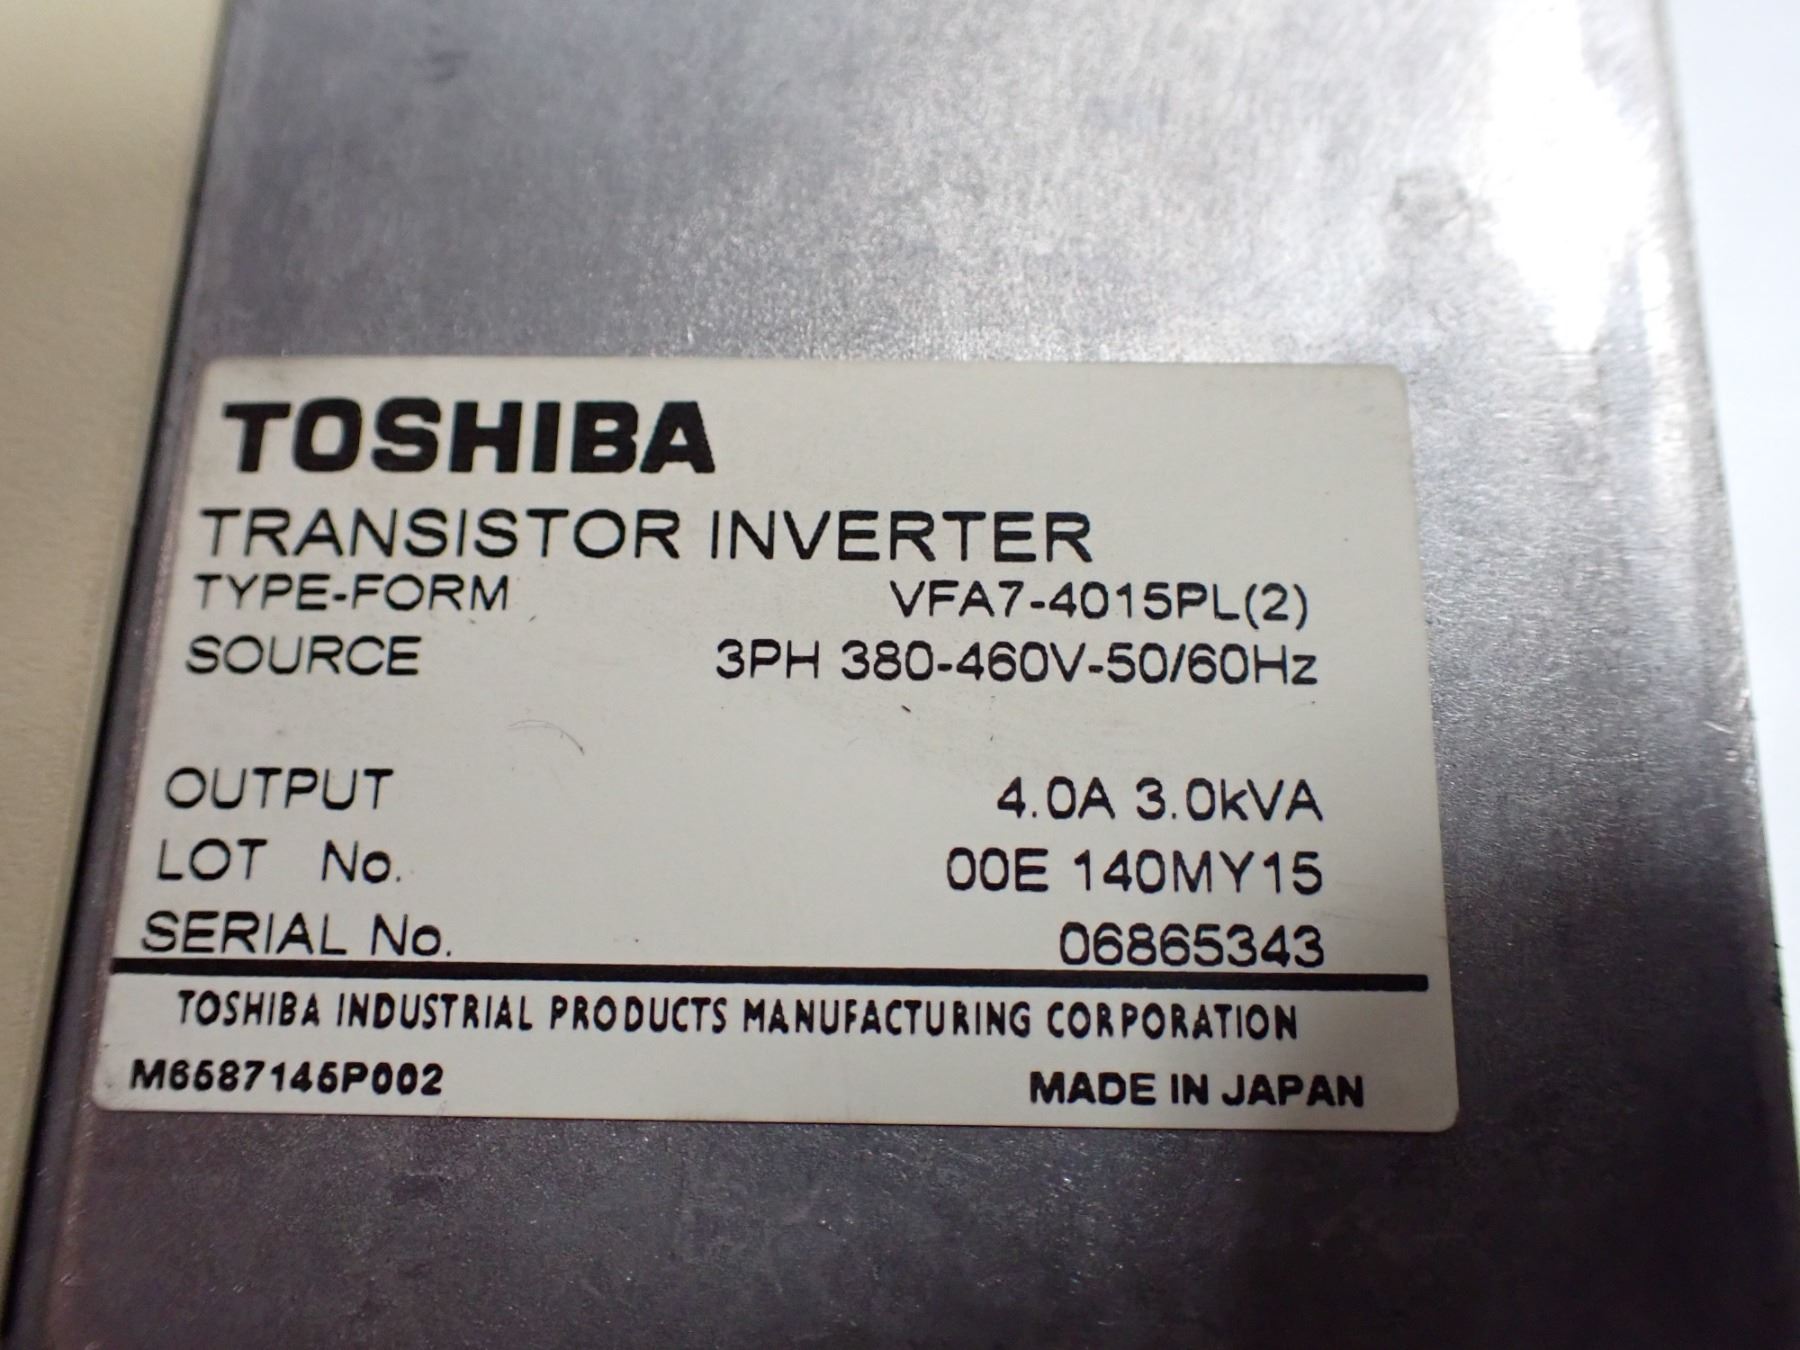 TOSHIBA
TRANSISTOR INVERTER
TYPE-FORM VFA7-4015PL(2)
SOURCE 3PH 380-460V-50/60Hz
OUTPUT 4.0A 3.0kVA
LOT No. 00E 140MY15
SERIAL No. 06865343
TOSHIBA INDUSTRIAL PRODUCTS MANUFACTURING CORPORATION
M6587145P002 MADE IN JAPAN